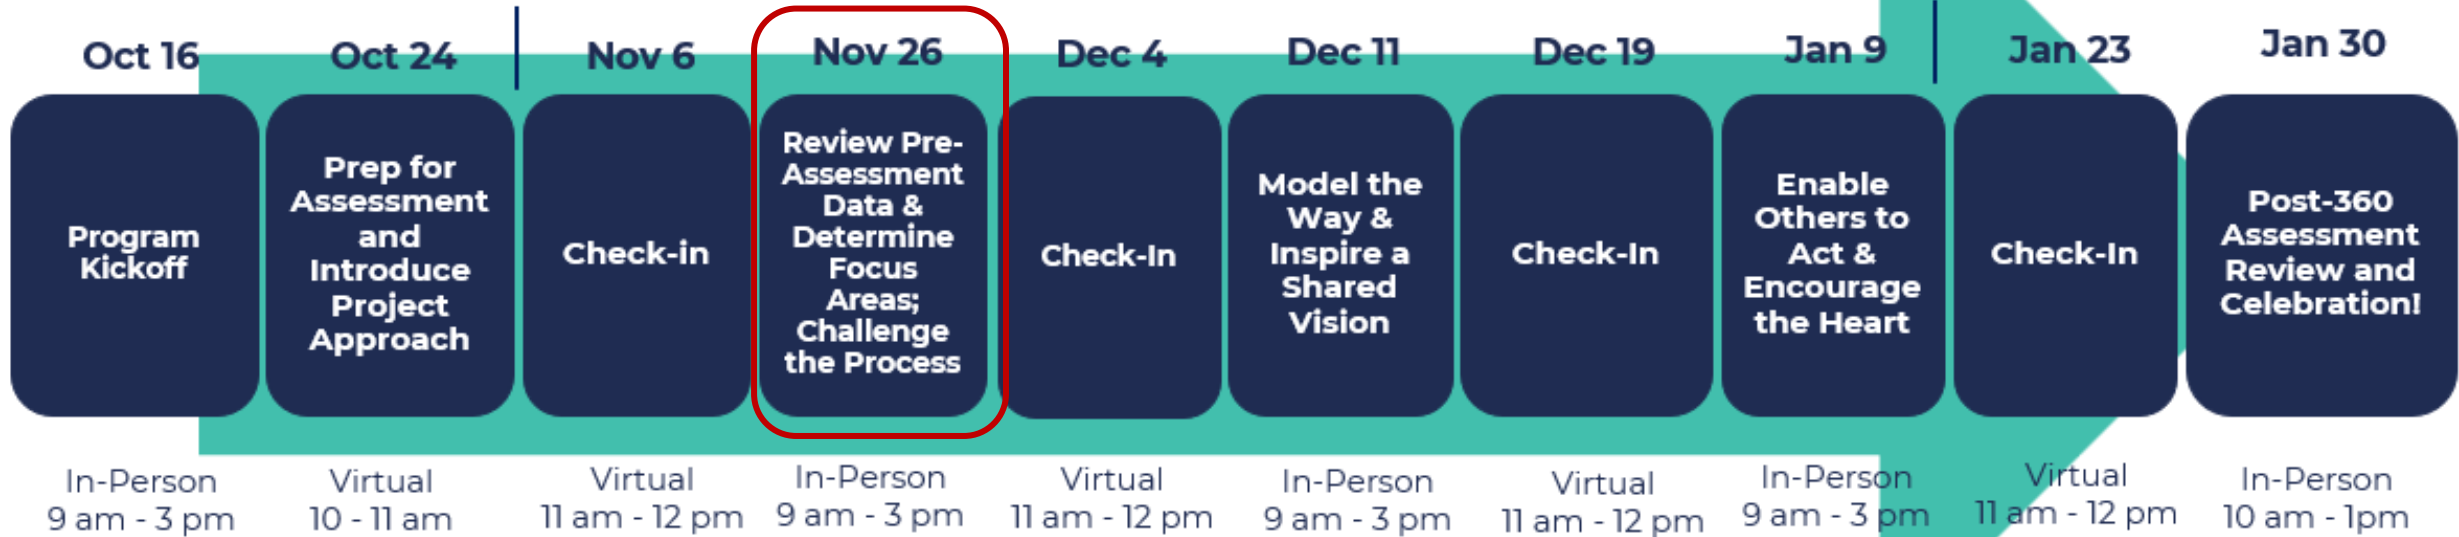 Oct 16
Program
Kickoff
In-Person
9 am - 3 pm
Oct 24
Prep for
Assessment
and
Introduce
Project
Approach
Virtual
10 - 11 am
Nov 6
Check-in
Virtual
11 am - 12 pm
Nov 26
Review Pre-
Assessment
Data &
Determine
Focus
Areas;
Challenge
the Process
In-Person
9 am - 3 pm
Dec 4
Check-In
Virtual
11 am - 12 pm
Dec 11
Model the
Way &
Inspire a
Shared
Vision
In-Person
9 am - 3 pm
Dec 19
Check-In
Virtual
11 am - 12 pm
Jan 9
Enable
Others to
Act &
Encourage
the Heart
In-Person
9 am - 3 pm
Jan 23
Check-In
Virtual
11 am - 12 pm
Jan 30
Post-360
Assessment
Review and
Celebration!
In-Person
10 am - 1pm